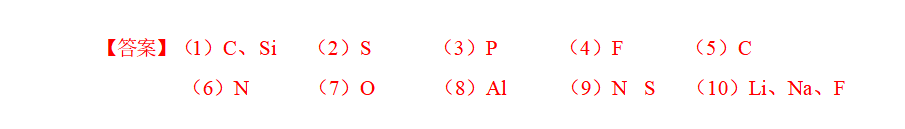 【答案】（1）C、Si （2）S （3）P （4）F （5）C
（6）N （7）O （8）Al （9）N S （10）Li、Na、F